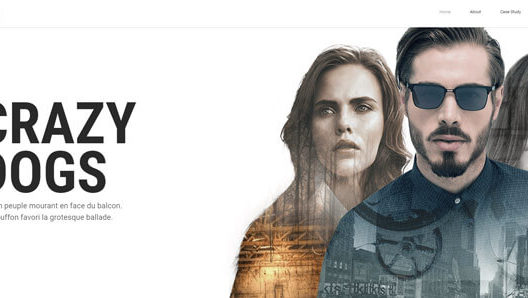 Home About Case Study
CRAZY
DOGS
n peuple mourant en face du balcon.
uffon favori la grotesque ballade.